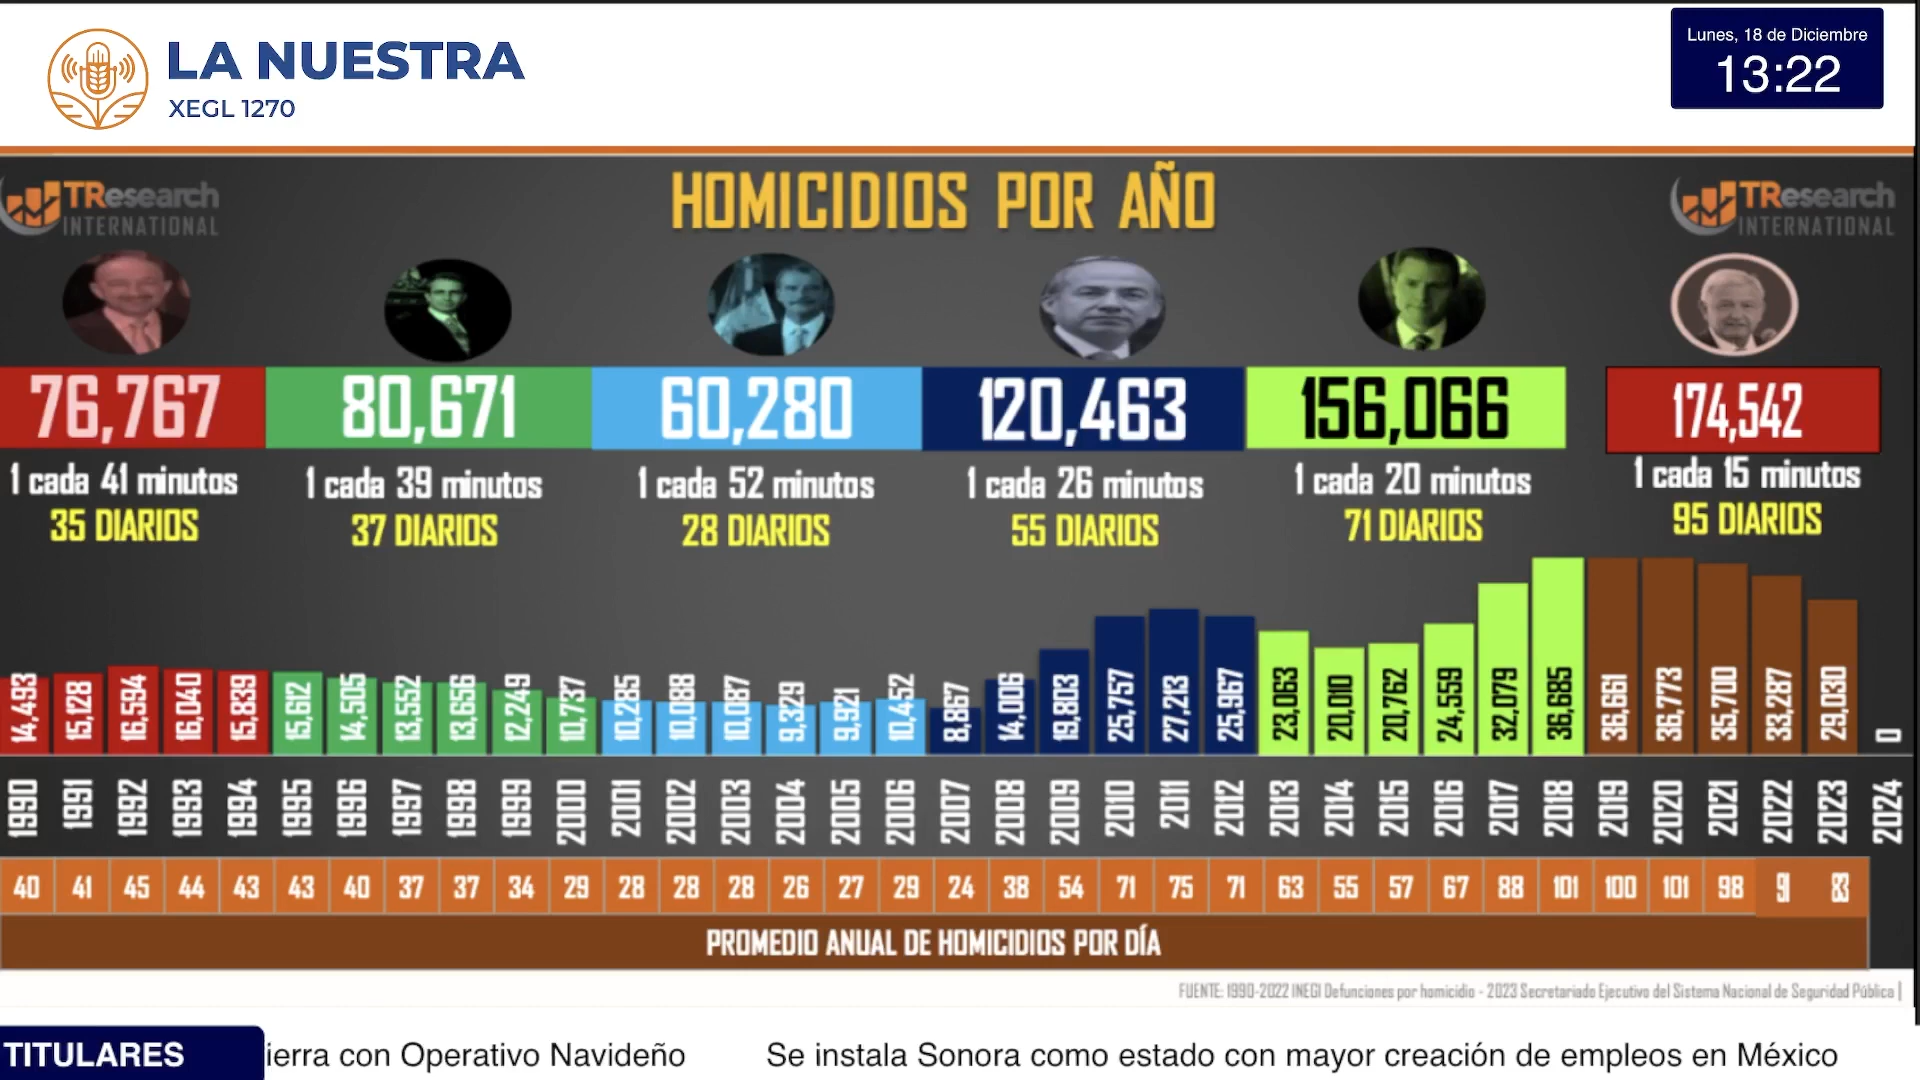 LA NUESTRA
XEGL 1270
Lunes, 18 de Diciembre
13:22
TResearch
INTERNATIONAL
HOMICIDIOS POR AÑO
TResearch
INTERNATIONAL
76,767 80,671 60,280 120,463 156,066 174,542
1 cada 41 minutos 1 cada 39 minutos 1 cada 52 minutos 1 cada 26 minutos 1 cada 20 minutos 1 cada 15 minutos
35 DIARIOS 37 DIARIOS 28 DIARIOS 55 DIARIOS 71 DIARIOS 95 DIARIOS
14,493 15,128 16,594 16,040 15,839 15,612 14,505 13,552 13,656 12,249 10,737 10,285 10,088 10,087 9,329 9,921 10,452 8,867 14,006 19,803 25,757 27,213 25,967 23,063 20,010 20,762 24,559 32,079 36,685 36,661 36,773 35,700 33,287 29,030 0
1990 1991 1992 1993 1994 1995 1996 1997 1998 1999 2000 2001 2002 2003 2004 2005 2006 2007 2008 2009 2010 2011 2012 2013 2014 2015 2016 2017 2018 2019 2020 2021 2022 2023 2024
40 41 45 44 43 43 40 37 37 34 29 28 28 28 26 27 29 24 38 54 71 75 71 63 55 57 67 88 101 100 101 98 91 83
PROMEDIO ANUAL DE HOMICIDIOS POR DÍA
FUENTE: 1990-2022 INEGI Defunciones por homicidio - 2023 Secretariado Ejecutivo del Sistema Nacional de Seguridad Pública |
TITULARES ierra con Operativo Navideño Se instala Sonora como estado con mayor creación de empleos en México